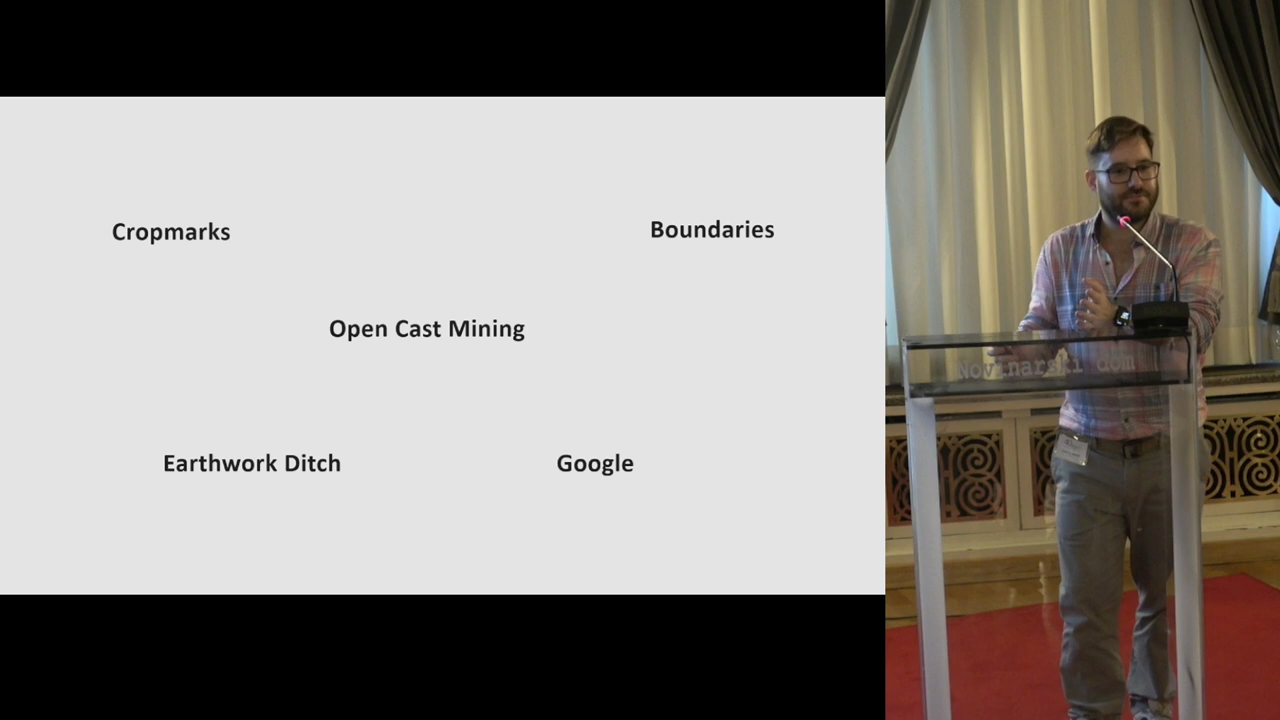 Cropmarks
Boundaries
Open Cast Mining
Earthwork Ditch
Google
Novinarski dom